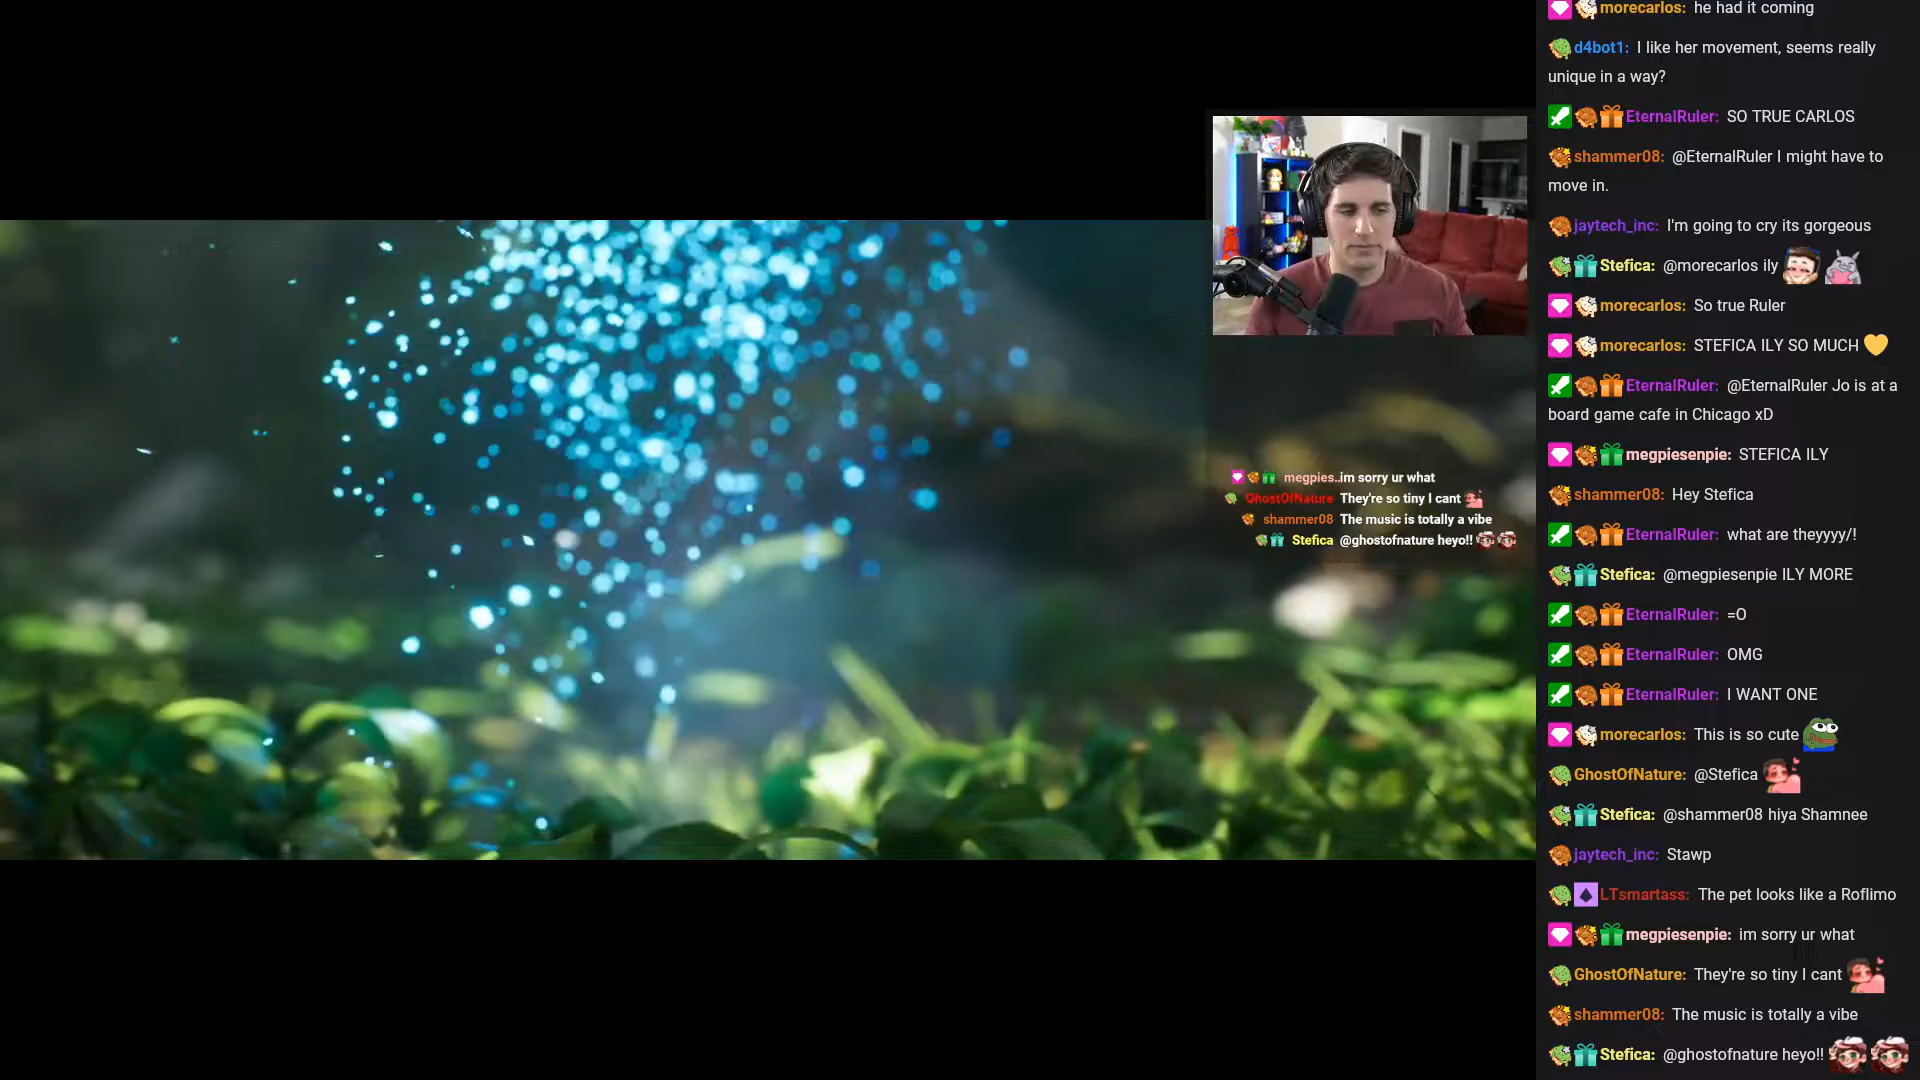 megpies..im sorry ur what
GhostOfNature They're so tiny I cant
shammer08 The music is totally a vibe
Stefica @ghostofnature heyo!!
morecarlos: he had it coming
d4bot1: I like her movement, seems really
unique in a way?
EternalRuler: SO TRUE CARLOS
shammer08: @EternalRuler I might have to
move in.
jaytech_inc: I'm going to cry its gorgeous
Stefica: @morecarlos ily
morecarlos: So true Ruler
morecarlos: STEFICA ILY SO MUCH
EternalRuler: @EternalRuler Jo is at a
board game cafe in Chicago xD
megpiesenpie: STEFICA ILY
shammer08: Hey Stefica
EternalRuler: what are theyyyy/!
Stefica: @megpiesenpie ILY MORE
EternalRuler: =O
EternalRuler: OMG
EternalRuler: I WANT ONE
morecarlos: This is so cute
GhostOfNature: @Stefica
Stefica: @shammer08 hiya Shamnee
jaytech_inc: Stawp
LTsmartass: The pet looks like a Roflimo
megpiesenpie: im sorry ur what
GhostOfNature: They're so tiny I cant
shammer08: The music is totally a vibe
Stefica: @ghostofnature heyo!!